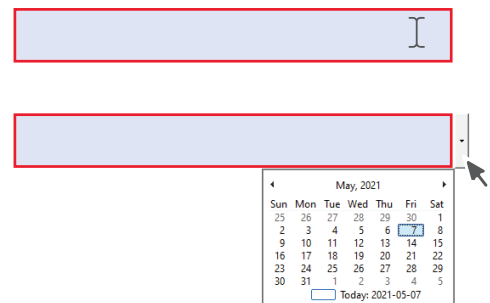 May, 2021
Sun Mon Tue Wed Thu Fri Sat
25 26 27 28 29 30 1
2 3 4 5 6 7 8
9 10 11 12 13 14 15
16 17 18 19 20 21 22
23 24 25 26 27 28 29
30 31 1 2 3 4 5
Today: 2021-05-07